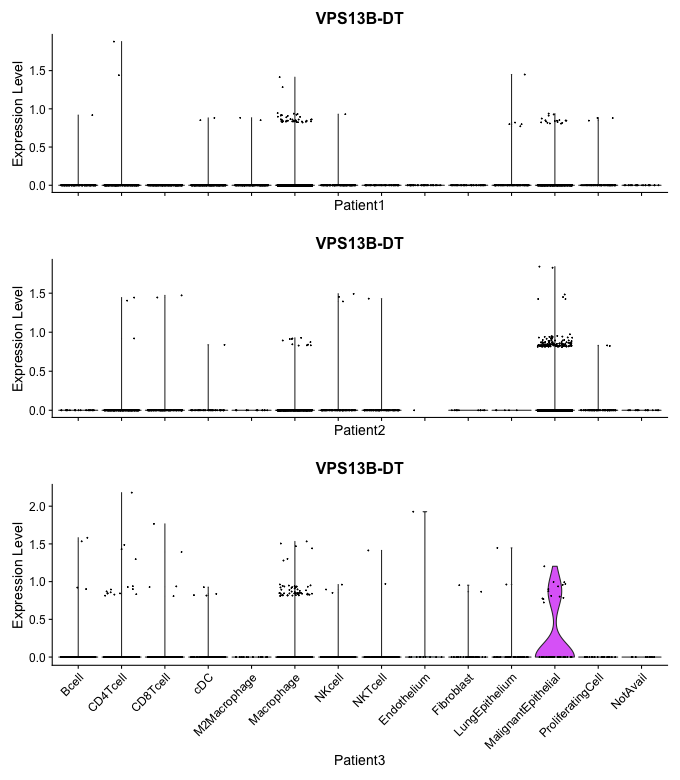 VPS13B-DT
Expression Level
1.5
1.0
0.5
0.0
Patient1
VPS13B-DT
Expression Level
1.5
1.0
0.5
0.0
Patient2
VPS13B-DT
Expression Level
2.0
1.5
1.0
0.5
0.0
Bcell
CD4Tcell
CD8Tcell
cDC
M2Macrophage
Macrophage
NKcell
NKTcell
Endothelium
Fibroblast
LungEpithelium
MalignantEpithelial
ProliferatingCell
NotAvail
Patient3